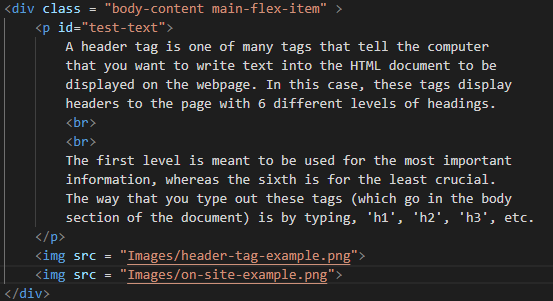 <div class = "body-content main-flex-item" >
<p id="test-text">
A header tag is one of many tags that tell the computer
that you want to write text into the HTML document to be
displayed on the webpage. In this case, these tags display
headers to the page with 6 different levels of headings.
<br>
<br>
The first level is meant to be used for the most important
information, whereas the sixth is for the least crucial.
The way that you type out these tags (which go in the body
section of the document) is by typing, 'h1', 'h2', 'h3', etc.
</p>
<img src = "Images/header-tag-example.png">
<img src = "Images/on-site-example.png">
</div>